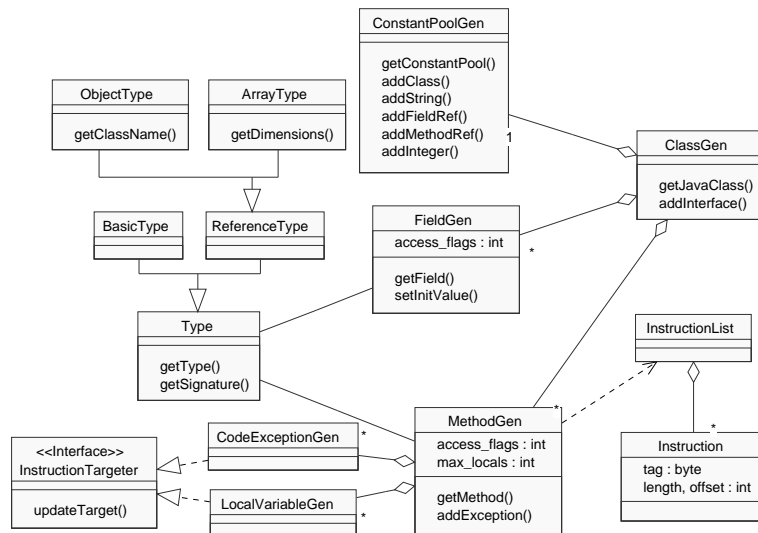 ConstantPoolGen
getConstantPool()
addClass()
addString()
addFieldRef()
addMethodRef()
addInteger()
1
ObjectType
getClassName()
ArrayType
getDimensions()
ClassGen
getJavaClass()
addInterface()
BasicType
ReferenceType
FieldGen
access_flags : int
getField()
setInitValue()
*
Type
getType()
getSignature()
InstructionList
*
MethodGen
access_flags : int
max_locals : int
getMethod()
addException()
*
Instruction
tag : byte
length, offset : int
*
CodeExceptionGen
*
<<Interface>>
InstructionTargeter
updateTarget()
LocalVariableGen
*